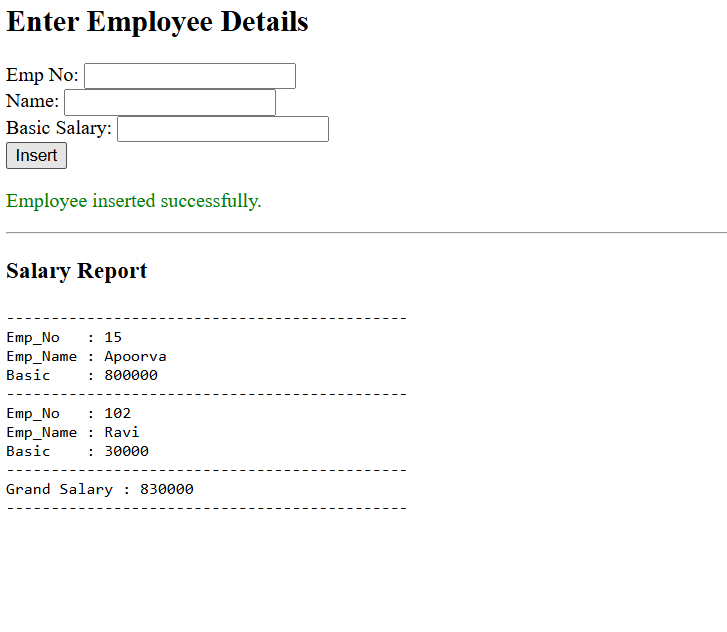 Enter Employee Details
Emp No:
Name:
Basic Salary:
Insert
Employee inserted successfully.
Salary Report
---------------------------------------------
Emp_No   : 15
Emp_Name : Apoorva
Basic    : 800000
---------------------------------------------
Emp_No   : 102
Emp_Name : Ravi
Basic    : 30000
---------------------------------------------
Grand Salary : 830000
---------------------------------------------